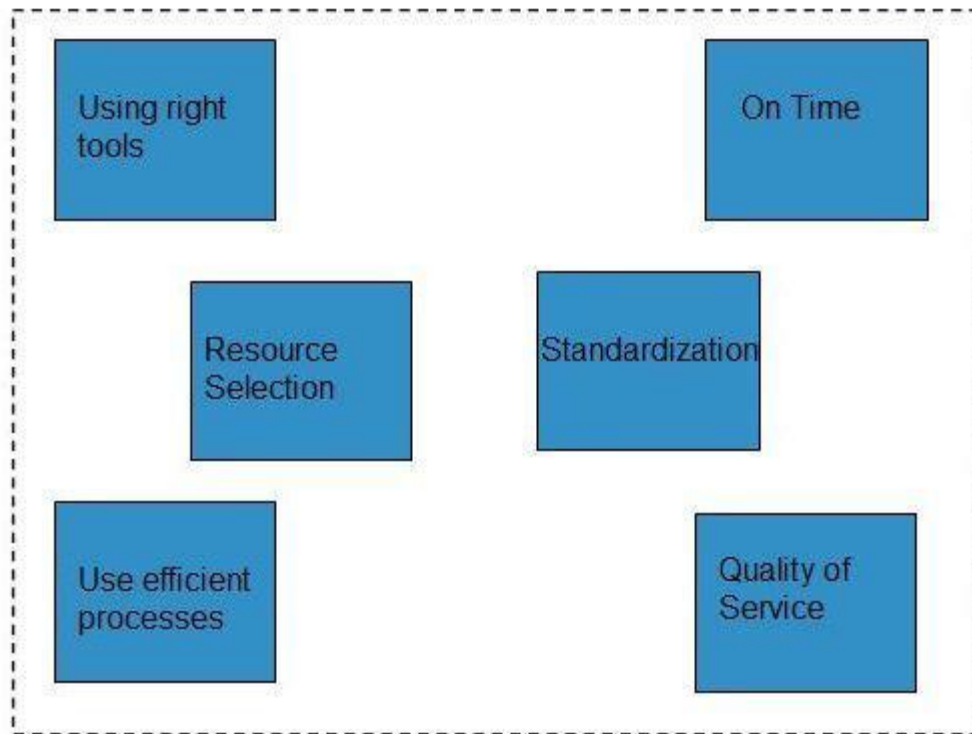 Using right
tools
On Time
Resource
Selection
Standardization
Use efficient
processes
Quality of
Service